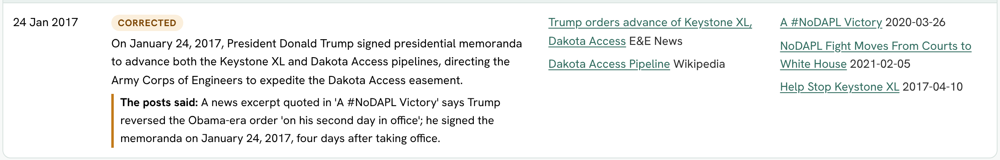 24 Jan 2017
CORRECTED
On January 24, 2017, President Donald Trump signed presidential memoranda
to advance both the Keystone XL and Dakota Access pipelines, directing the
Army Corps of Engineers to expedite the Dakota Access easement.
The posts said: A news excerpt quoted in 'A #NoDAPL Victory' says Trump
reversed the Obama-era order 'on his second day in office'; he signed the
memoranda on January 24, 2017, four days after taking office.
Trump orders advance of Keystone XL,
Dakota Access E&E News
Dakota Access Pipeline Wikipedia
A #NoDAPL Victory 2020-03-26
NoDAPL Fight Moves From Courts to
White House 2021-02-05
Help Stop Keystone XL 2017-04-10